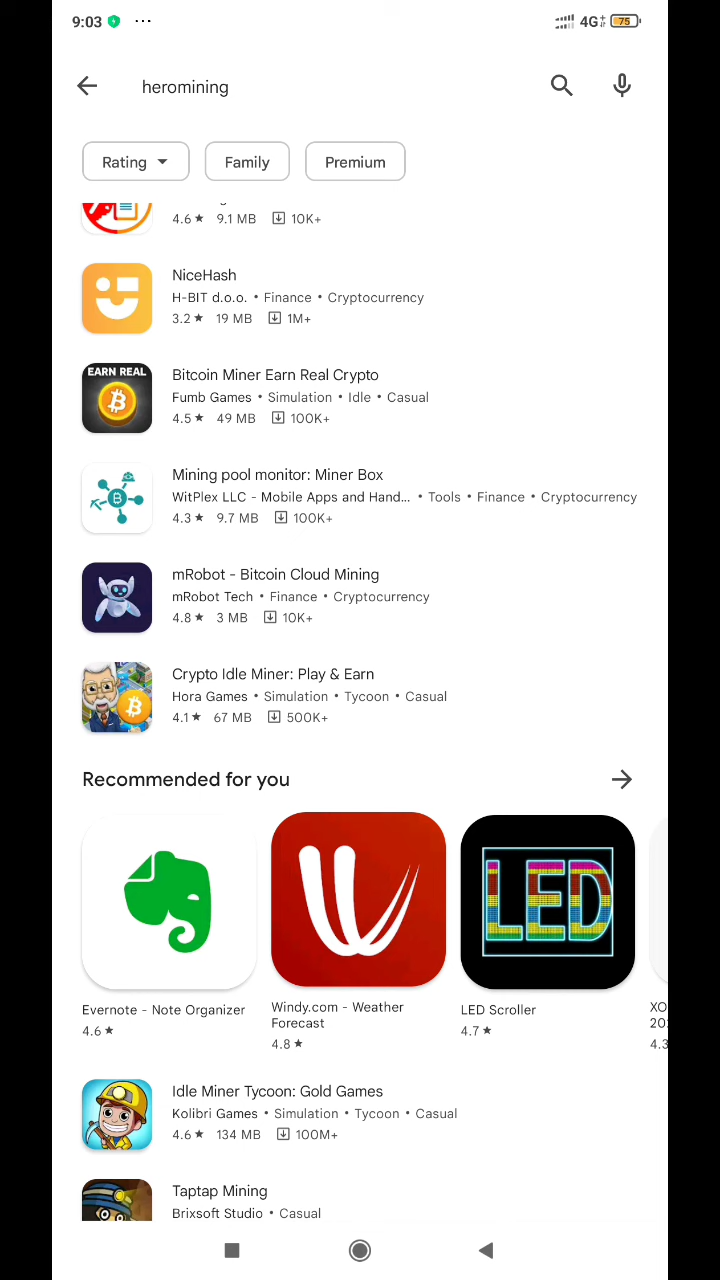 9:03 ··· 4G+ 75
heromining
Rating Family Premium
4.6★ 9.1 MB 10K+
NiceHash
H-BIT d.o.o. • Finance • Cryptocurrency
3.2★ 19 MB 1M+
EARN REAL
Bitcoin Miner Earn Real Crypto
Fumb Games • Simulation • Idle • Casual
4.5★ 49 MB 100K+
Mining pool monitor: Miner Box
WitPlex LLC - Mobile Apps and Hand... • Tools • Finance • Cryptocurrency
4.3★ 9.7 MB 100K+
mRobot - Bitcoin Cloud Mining
mRobot Tech • Finance • Cryptocurrency
4.8★ 3 MB 10K+
Crypto Idle Miner: Play & Earn
Hora Games • Simulation • Tycoon • Casual
4.1★ 67 MB 500K+
Recommended for you
LED
Evernote - Note Organizer
4.6★
Windy.com - Weather
Forecast
4.8★
LED Scroller
4.7★
XO
20
4.3
Idle Miner Tycoon: Gold Games
Kolibri Games • Simulation • Tycoon • Casual
4.6★ 134 MB 100M+
Taptap Mining
Brixsoft Studio • Casual